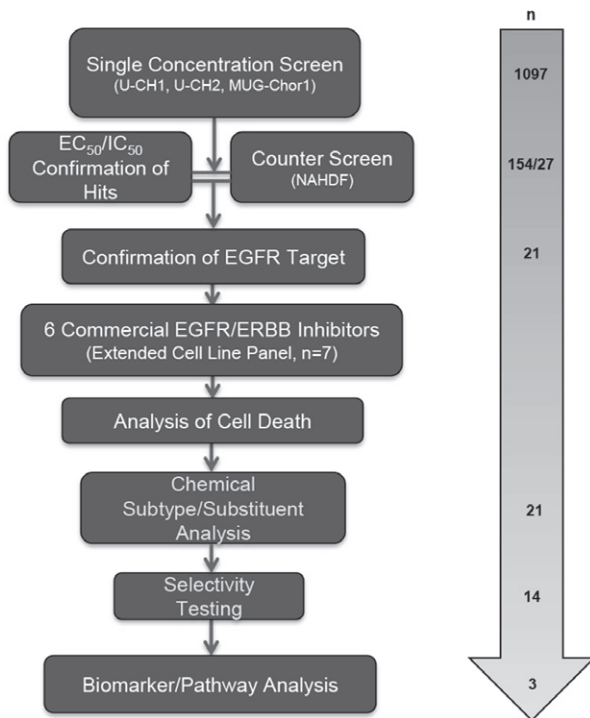 n
Single Concentration Screen
(U-CH1, U-CH2, MUG-Chor1)
1097
EC₅₀/IC₅₀
Confirmation of
Hits
Counter Screen
(NAHDF)
154/27
Confirmation of EGFR Target
21
6 Commercial EGFR/ERBB Inhibitors
(Extended Cell Line Panel, n=7)
Analysis of Cell Death
Chemical
Subtype/Substituent
Analysis
21
Selectivity
Testing
14
Biomarker/Pathway Analysis
3